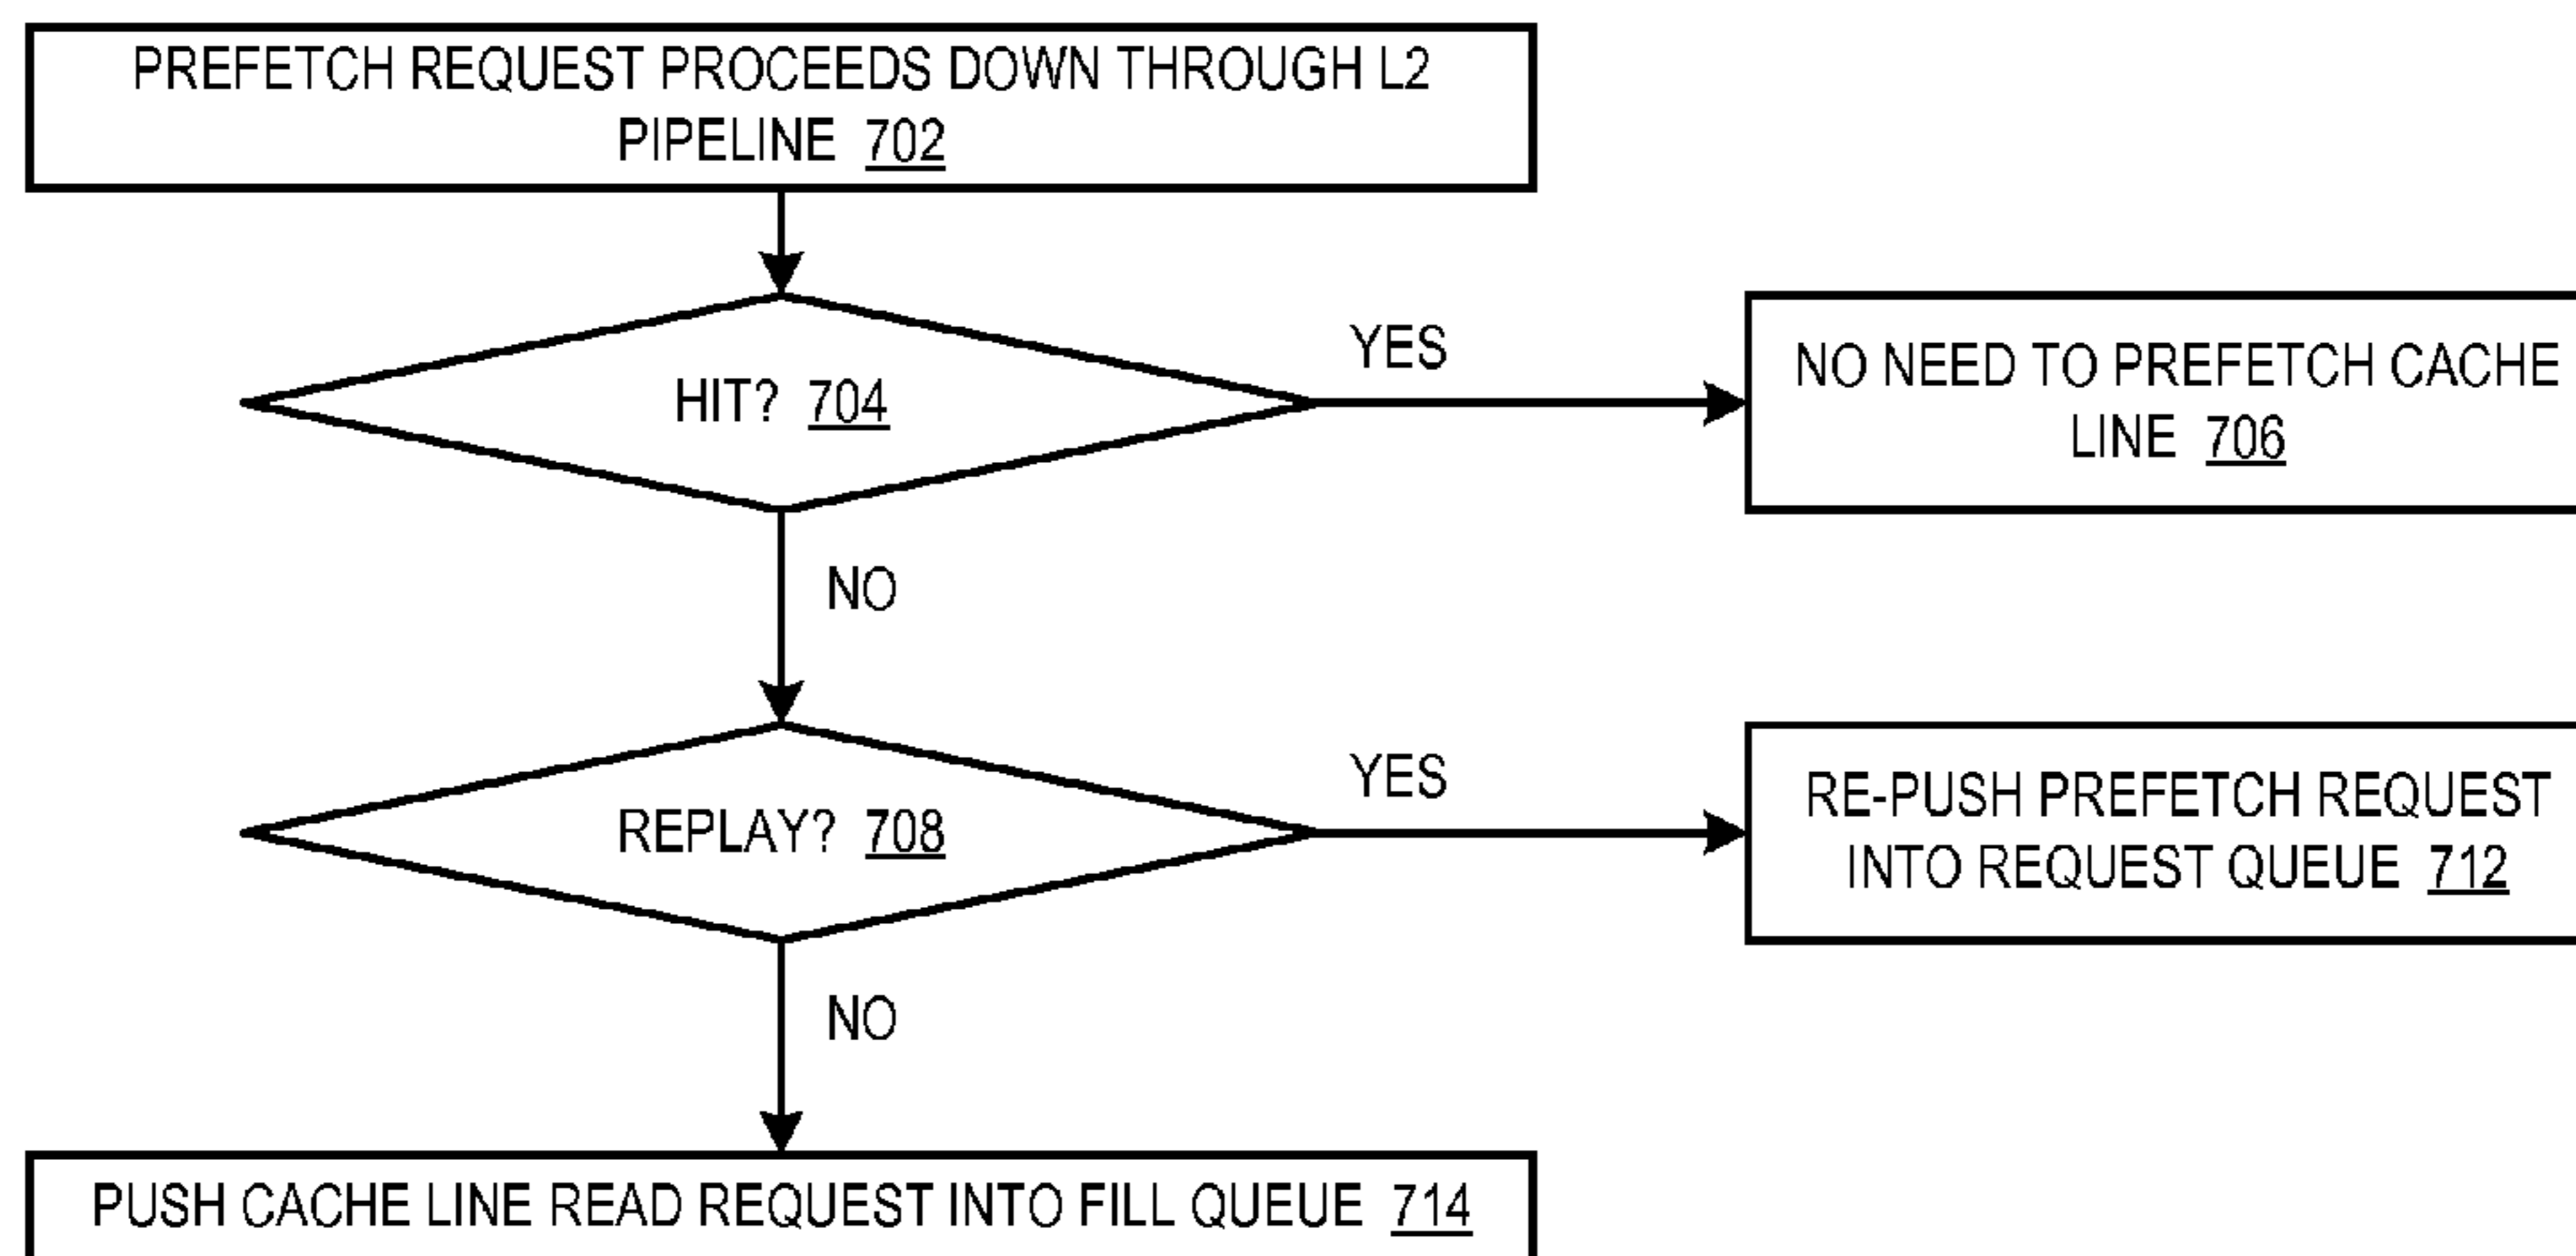 PREFETCH REQUEST PROCEEDS DOWN THROUGH L2
PIPELINE 702
HIT? 704
YES
NO NEED TO PREFETCH CACHE
LINE 706
NO
REPLAY? 708
YES
RE-PUSH PREFETCH REQUEST
INTO REQUEST QUEUE 712
NO
PUSH CACHE LINE READ REQUEST INTO FILL QUEUE 714